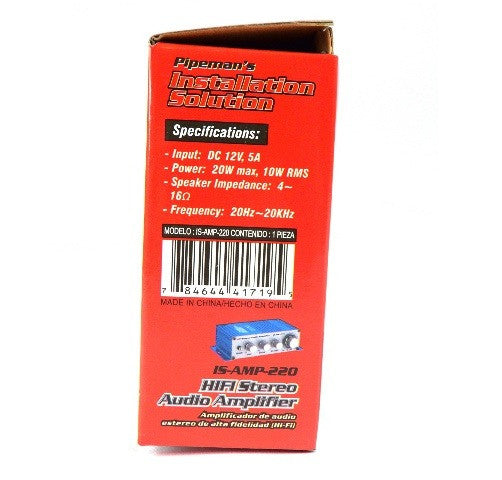 Pipeman's
Installation
Solution
Specifications:
- Input: DC 12V, 5A
- Power: 20W max, 10W RMS
- Speaker Impedance: 4~
16Ω
- Frequency: 20Hz~20KHz
MODELO : IS-AMP-220 CONTENIDO : 1 PIEZA
7 84644 41719 5
MADE IN CHINA/HECHO EN CHINA
IS-AMP-220
HIFI Stereo
Audio Amplifier
Amplificador de audio
estereo de alta fidelidad (Hi-Fi)